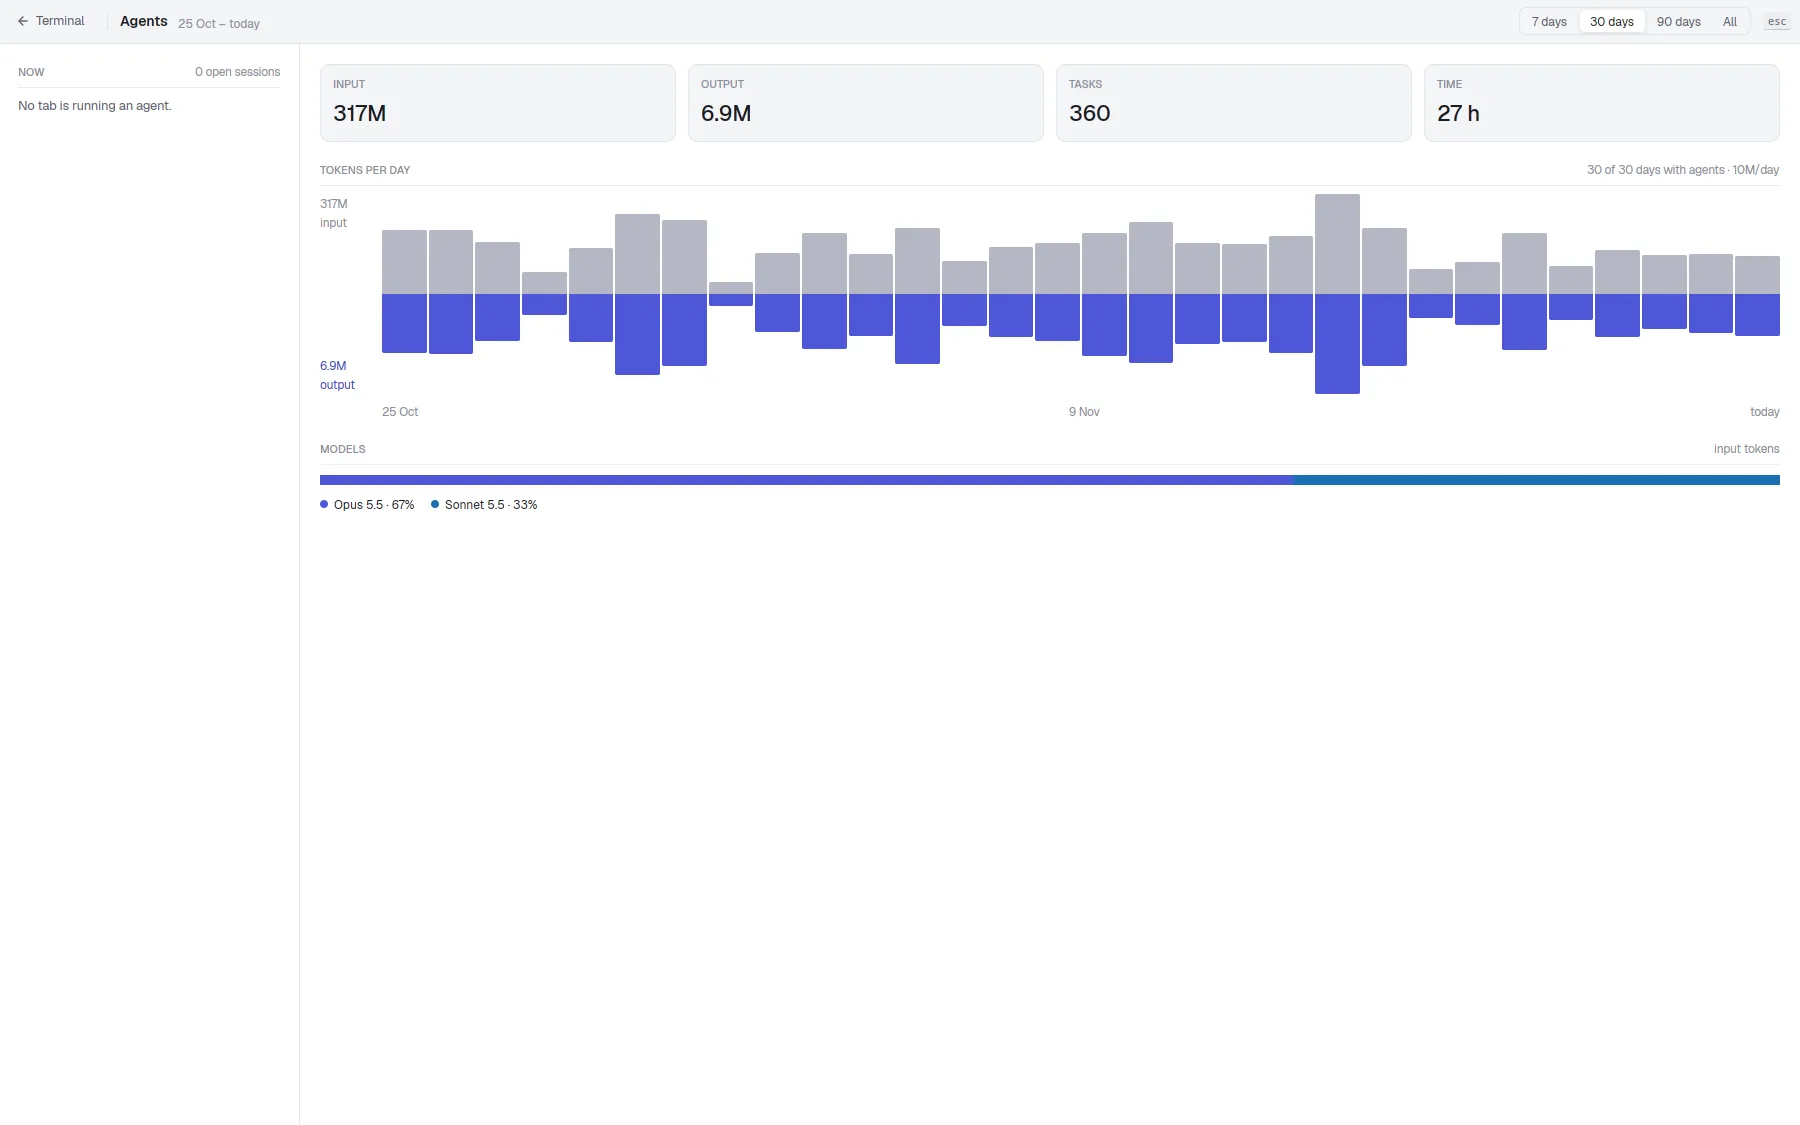 Terminal
Agents 25 Oct – today
7 days 30 days 90 days All esc
NOW 0 open sessions
No tab is running an agent.
INPUT
317M
OUTPUT
6.9M
TASKS
360
TIME
27 h
TOKENS PER DAY 30 of 30 days with agents · 10M/day
317M
input
6.9M
output
25 Oct 9 Nov today
MODELS input tokens
Opus 5.5 · 67% Sonnet 5.5 · 33%